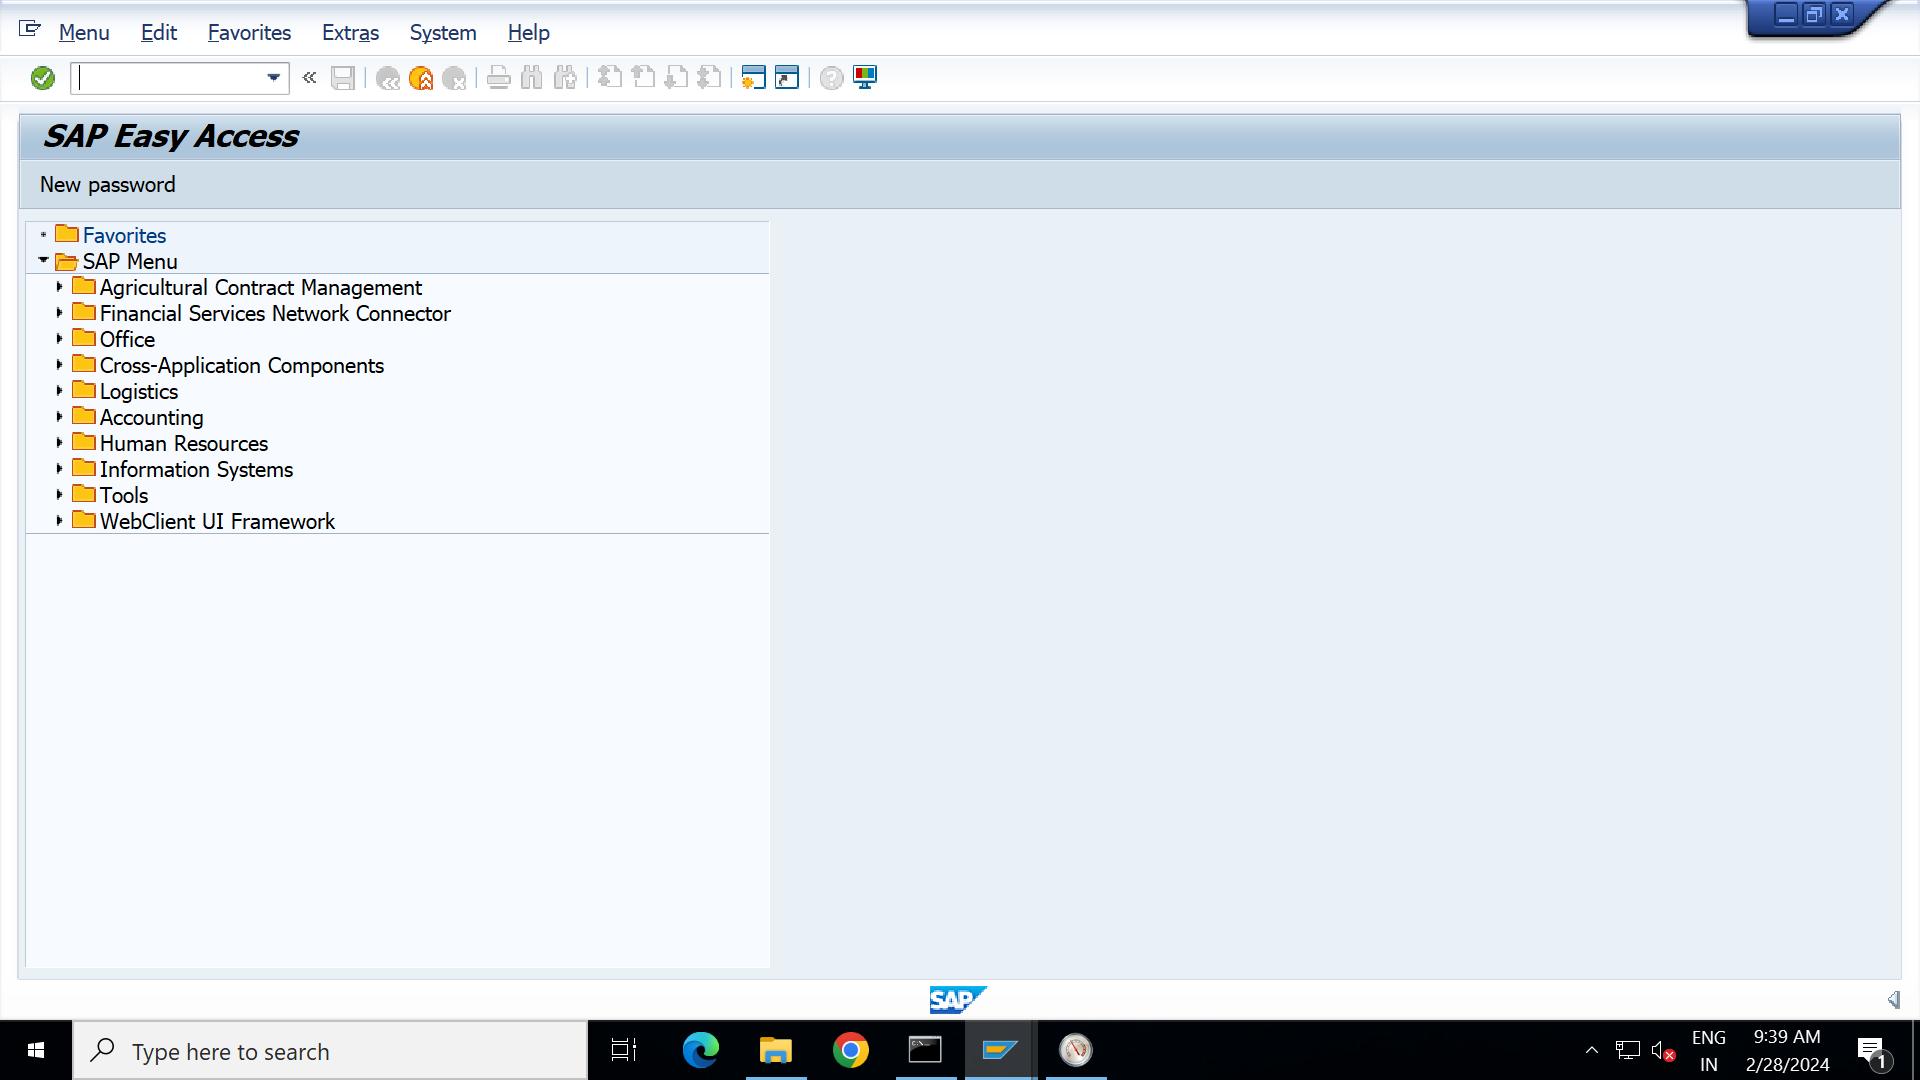 Menu Edit Favorites Extras System Help
SAP Easy Access
New password
Favorites
SAP Menu
Agricultural Contract Management
Financial Services Network Connector
Office
Cross-Application Components
Logistics
Accounting
Human Resources
Information Systems
Tools
WebClient UI Framework
SAP
Type here to search
ENG
IN
9:39 AM
2/28/2024
1